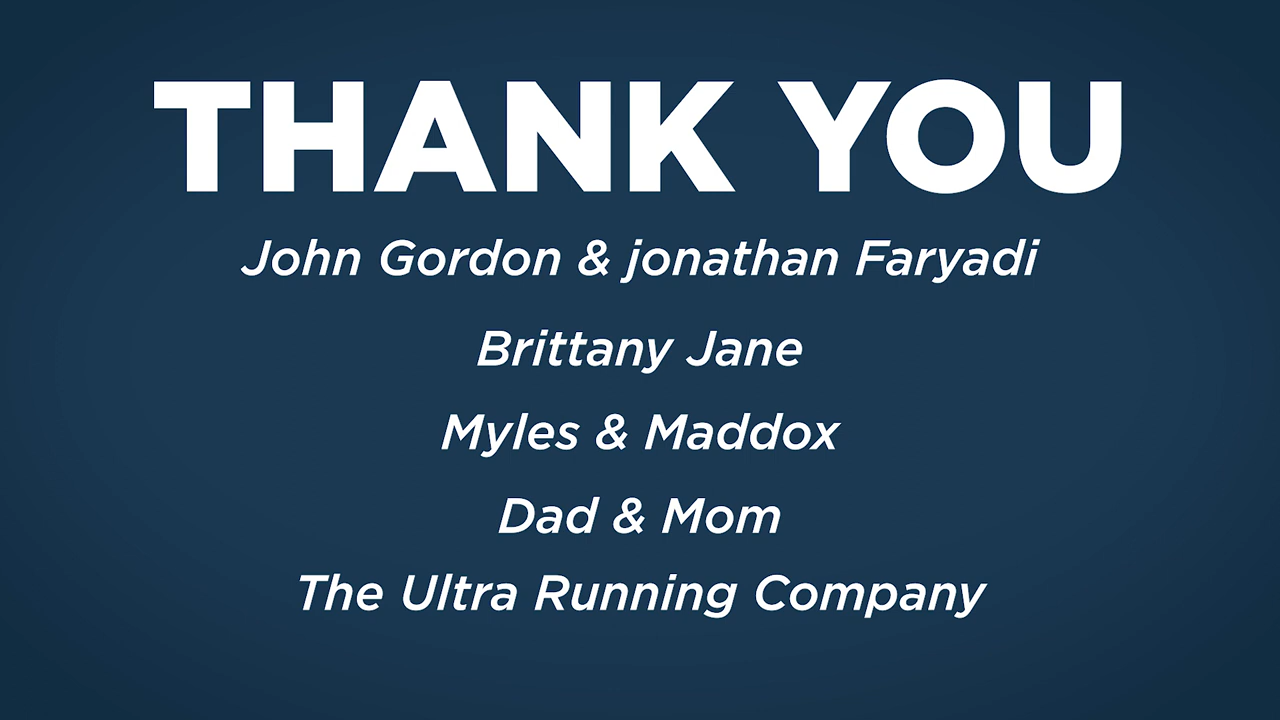 THANK YOU
John Gordon & jonathan Faryadi
Brittany Jane
Myles & Maddox
Dad & Mom
The Ultra Running Company